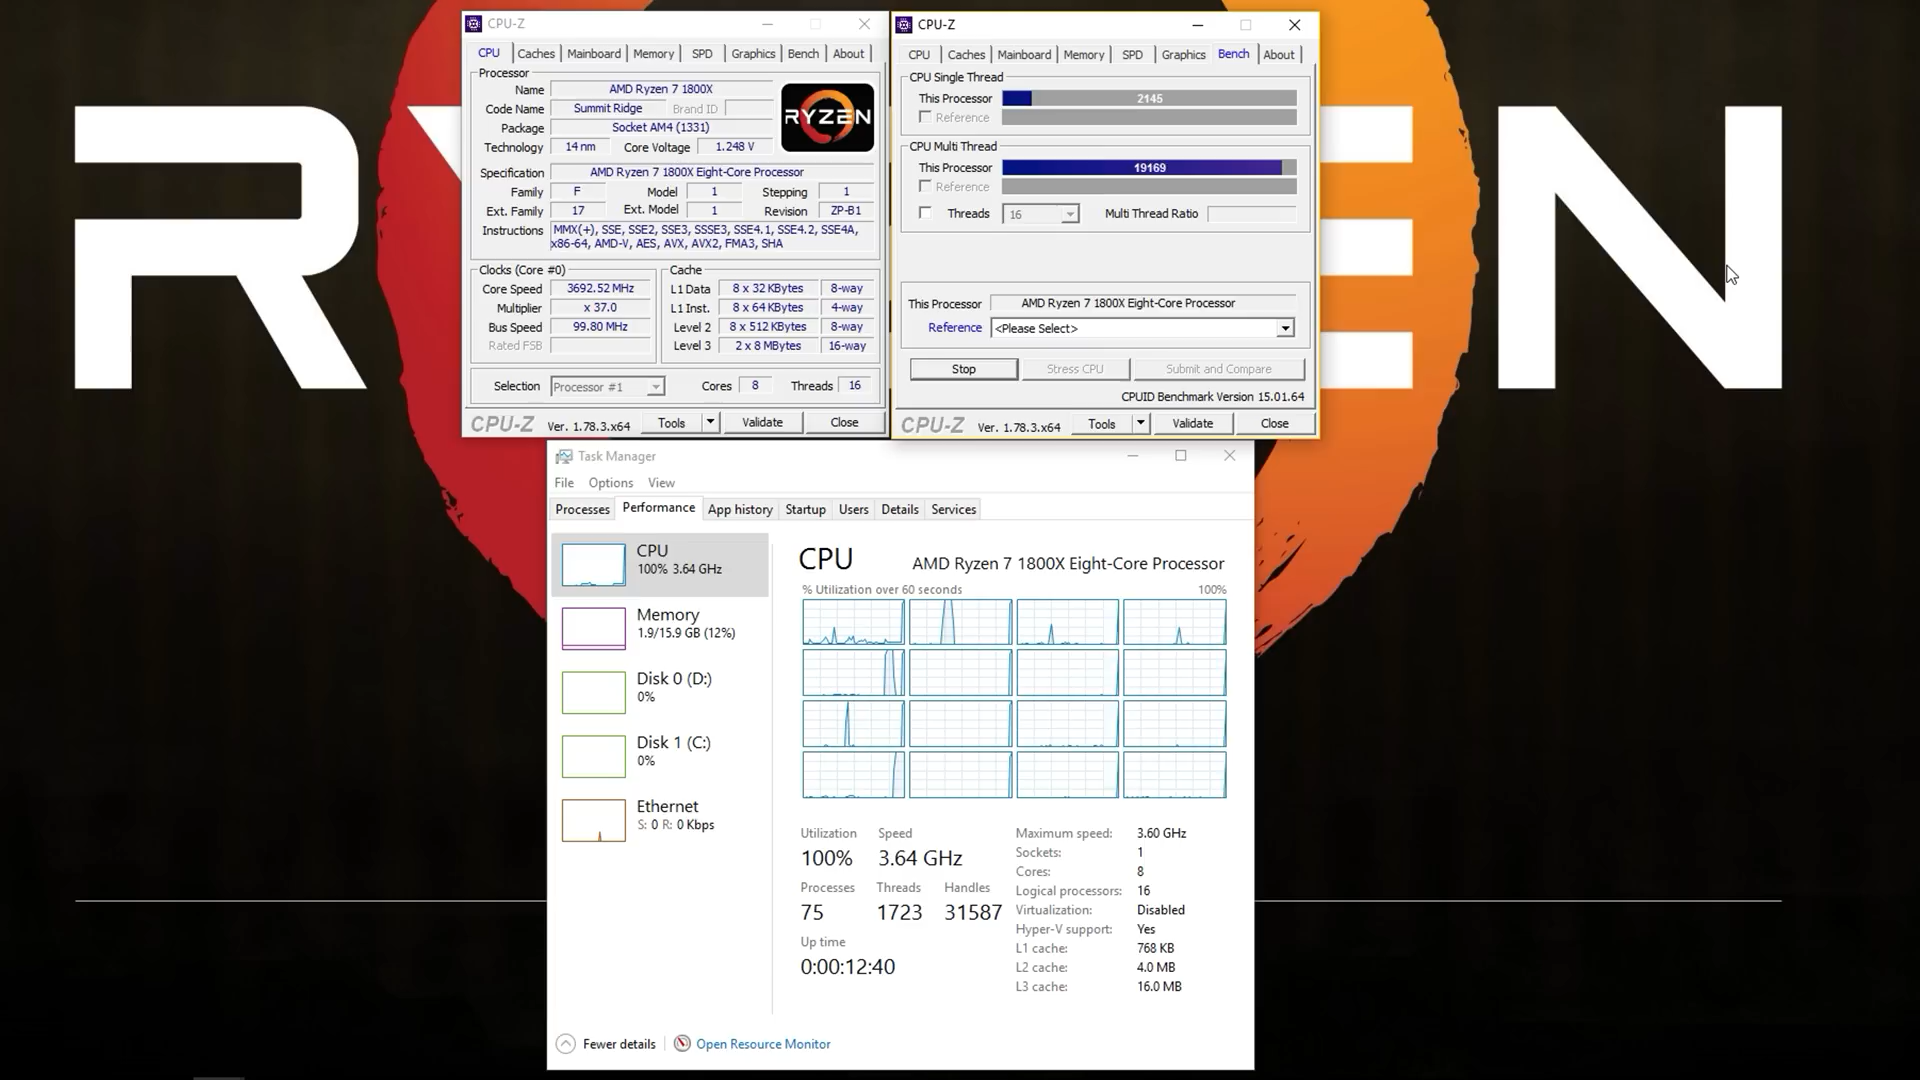 RYZEN
CPU-Z
CPU Caches Mainboard Memory SPD Graphics Bench About
Processor
Name AMD Ryzen 7 1800X
Code Name Summit Ridge Brand ID
Package Socket AM4 (1331)
Technology 14 nm Core Voltage 1.248 V
RYZEN
Specification AMD Ryzen 7 1800X Eight-Core Processor
Family F Model 1 Stepping 1
Ext. Family 17 Ext. Model 1 Revision ZP-B1
Instructions MMX(+), SSE, SSE2, SSE3, SSSE3, SSE4.1, SSE4.2, SSE4A,
x86-64, AMD-V, AES, AVX, AVX2, FMA3, SHA
Clocks (Core #0)
Core Speed 3692.52 MHz
Multiplier x 37.0
Bus Speed 99.80 MHz
Rated FSB
Cache
L1 Data 8 x 32 KBytes 8-way
L1 Inst. 8 x 64 KBytes 4-way
Level 2 8 x 512 KBytes 8-way
Level 3 2 x 8 MBytes 16-way
Selection Processor #1 Cores 8 Threads 16
CPU-Z Ver. 1.78.3.x64 Tools Validate Close
CPU-Z
CPU Caches Mainboard Memory SPD Graphics Bench About
CPU Single Thread
This Processor 2145
Reference
CPU Multi Thread
This Processor 19169
Reference
Threads 16 Multi Thread Ratio
This Processor AMD Ryzen 7 1800X Eight-Core Processor
Reference <Please Select>
Stop Stress CPU Submit and Compare
CPUID Benchmark Version 15.01.64
CPU-Z Ver. 1.78.3.x64 Tools Validate Close
Task Manager
File Options View
Processes Performance App history Startup Users Details Services
CPU
100% 3.64 GHz
Memory
1.9/15.9 GB (12%)
Disk 0 (D:)
0%
Disk 1 (C:)
0%
Ethernet
S: 0 R: 0 Kbps
CPU AMD Ryzen 7 1800X Eight-Core Processor
% Utilization over 60 seconds 100%
Utilization Speed
100% 3.64 GHz
Processes Threads Handles
75 1723 31587
Up time
0:00:12:40
Maximum speed: 3.60 GHz
Sockets: 1
Cores: 8
Logical processors: 16
Virtualization: Disabled
Hyper-V support: Yes
L1 cache: 768 KB
L2 cache: 4.0 MB
L3 cache: 16.0 MB
Fewer details Open Resource Monitor